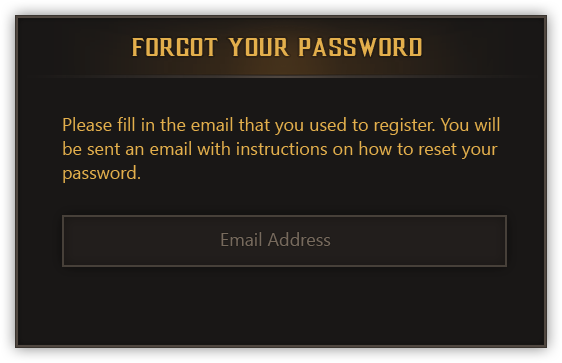 FORGOT YOUR PASSWORD
Please fill in the email that you used to register. You will
be sent an email with instructions on how to reset your
password.
Email Address